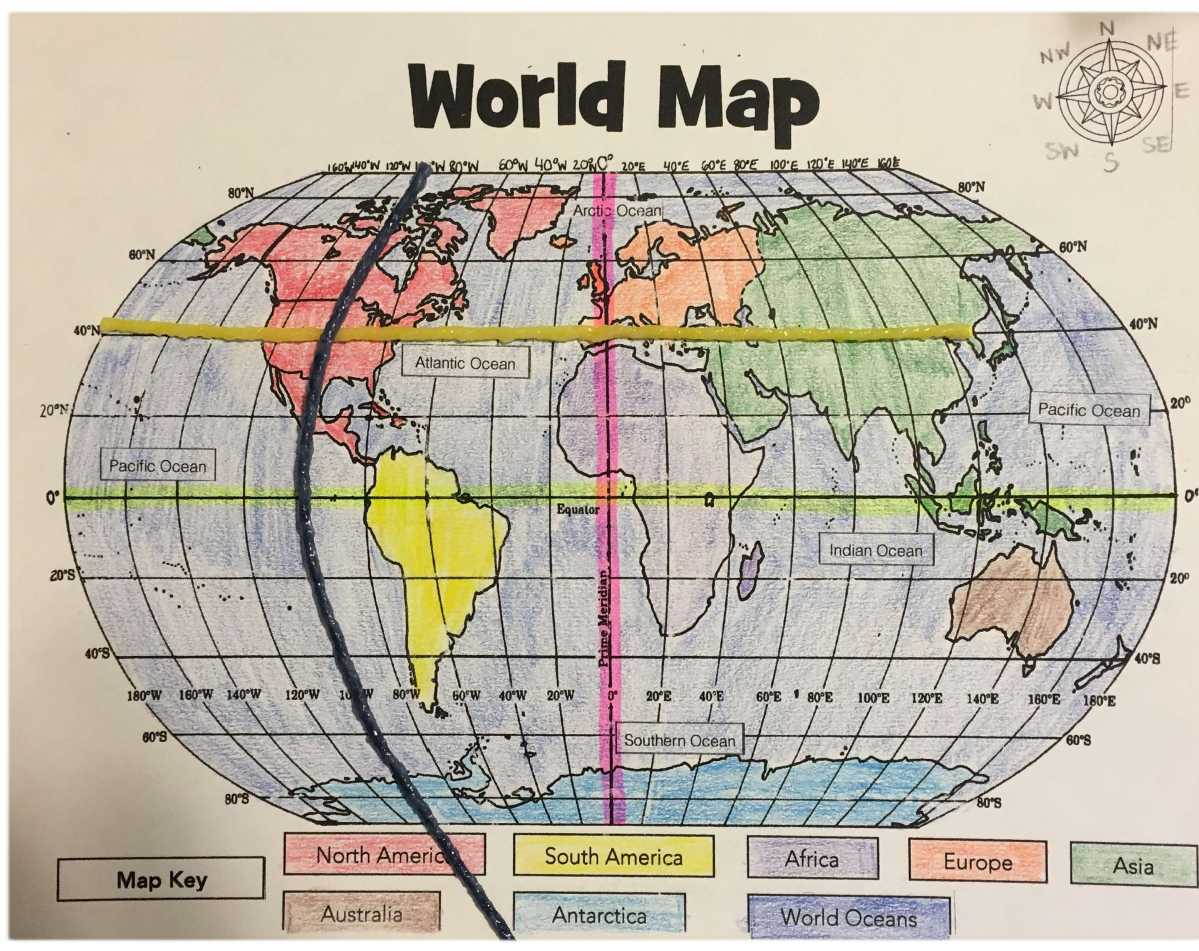 World Map
N
NW NE
W E
SW SE
S
160°W 140°W 120°W 80°W 60°W 40°W 20°W 0° 20°E 40°E 60°E 80°E 100°E 120°E 140°E 160°E
80°N 80°N
Arctic Ocean
60°N 60°N
40°N 40°N
Atlantic Ocean
20°N 20°
Pacific Ocean
Pacific Ocean
0° 0°
Equator
Indian Ocean
20°S 20°
Prime Meridian
40°S 40°S
180°W 160°W 140°W 120°W 80°W 60°W 40°W 20°W 0° 20°E 40°E 60°E 80°E 100°E 120°E 140°E 160°E 180°E
60°S Southern Ocean 60°S
80°S 80°S
Map Key
North America South America Africa Europe Asia
Australia Antarctica World Oceans